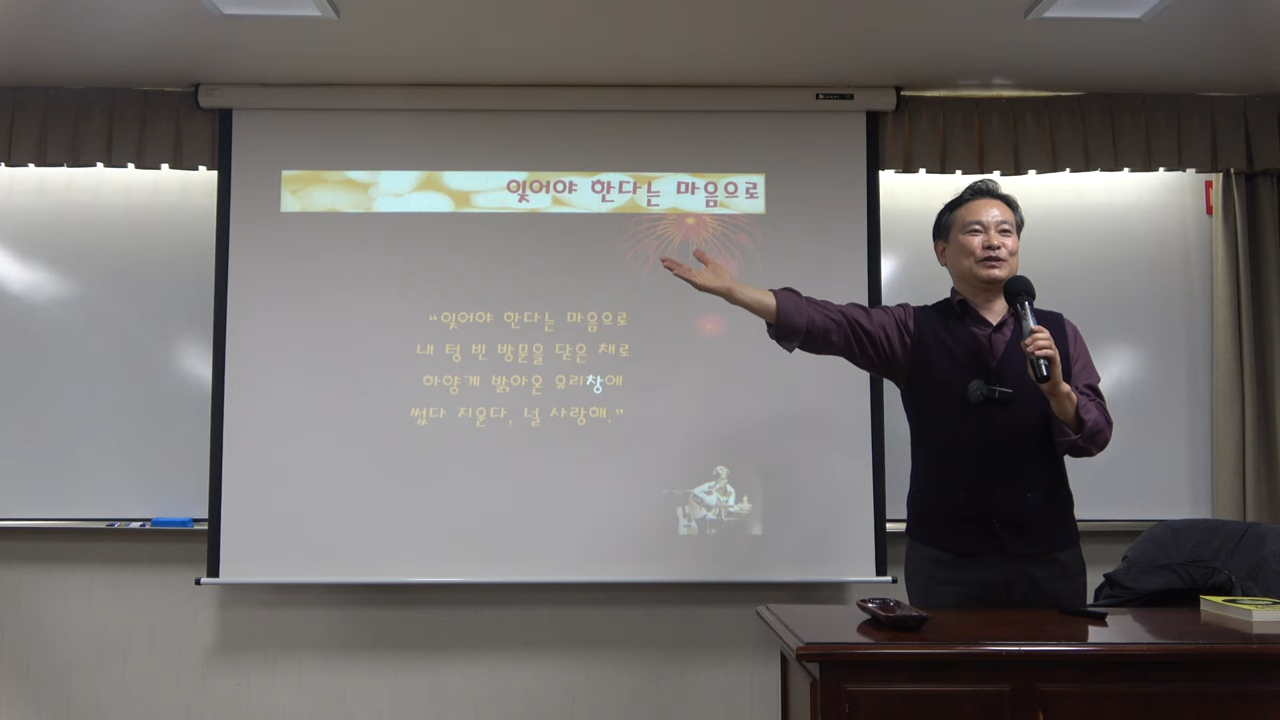 잊어야 한다는 마음으로
“잊어야 한다는 마음으로
내 텅 빈 방문을 닫은 채로
하얗게 밝아온 유리창에
썼다 지운다, 널 사랑해.”